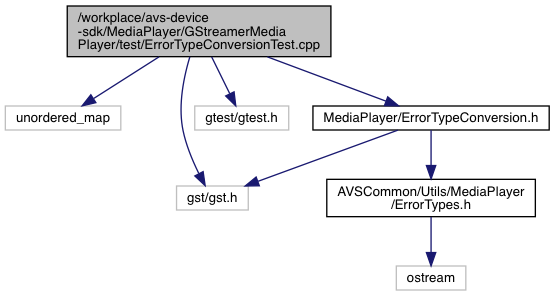 /workplace/avs-device
-sdk/MediaPlayer/GStreamerMedia
Player/test/ErrorTypeConversionTest.cpp
unordered_map
gtest/gtest.h
MediaPlayer/ErrorTypeConversion.h
gst/gst.h
AVSCommon/Utils/MediaPlayer
/ErrorTypes.h
ostream